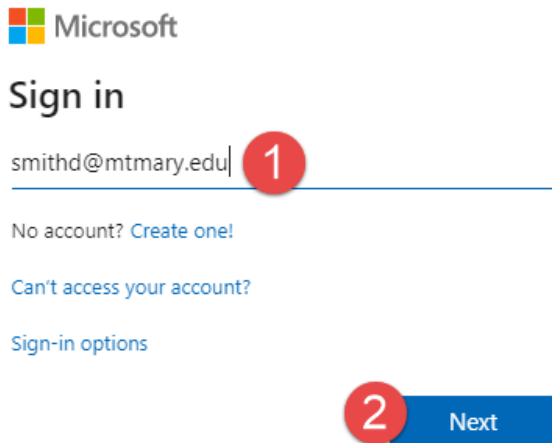 Microsoft
Sign in
smithd@mtmary.edu 1
No account? Create one!
Can't access your account?
Sign-in options
2 Next